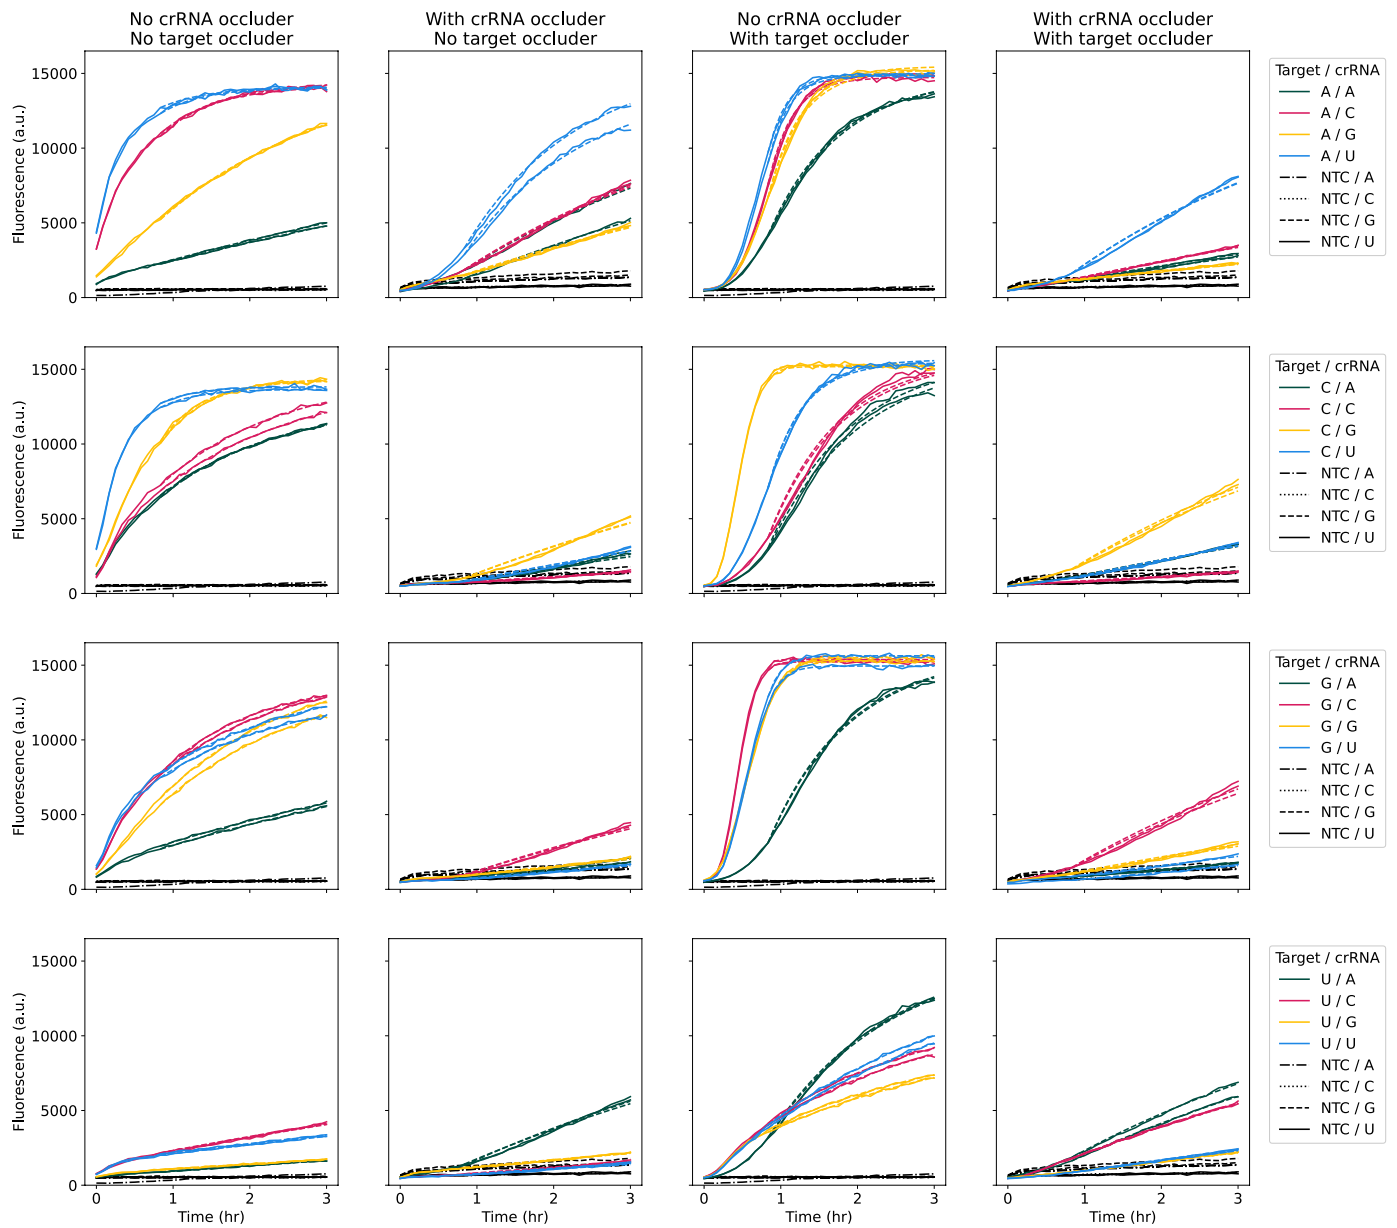 No crRNA occluder
No target occluder
With crRNA occluder
No target occluder
No crRNA occluder
With target occluder
With crRNA occluder
With target occluder
Fluorescence (a.u.)
15000
10000
5000
0
Target / crRNA
A / A
A / C
A / G
A / U
NTC / A
NTC / C
NTC / G
NTC / U
Fluorescence (a.u.)
15000
10000
5000
0
Target / crRNA
C / A
C / C
C / G
C / U
NTC / A
NTC / C
NTC / G
NTC / U
Fluorescence (a.u.)
15000
10000
5000
0
Target / crRNA
G / A
G / C
G / G
G / U
NTC / A
NTC / C
NTC / G
NTC / U
Fluorescence (a.u.)
15000
10000
5000
0
Target / crRNA
U / A
U / C
U / G
U / U
NTC / A
NTC / C
NTC / G
NTC / U
0 1 2 3
Time (hr)
0 1 2 3
Time (hr)
0 1 2 3
Time (hr)
0 1 2 3
Time (hr)